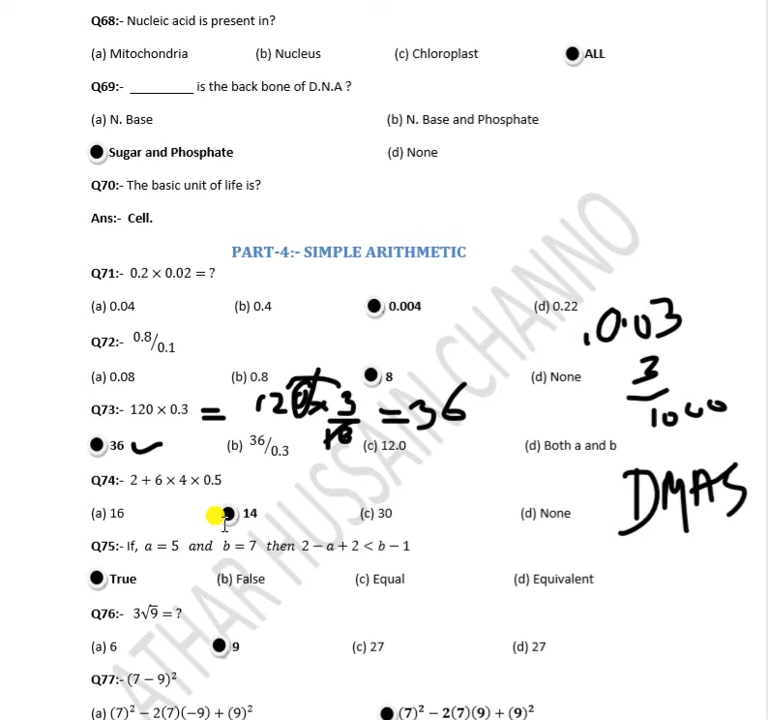 Q68:- Nucleic acid is present in?
(a) Mitochondria (b) Nucleus (c) Chloroplast ALL
Q69:- _________ is the back bone of D.N.A ?
(a) N. Base (b) N. Base and Phosphate
Sugar and Phosphate (d) None
Q70:- The basic unit of life is?
Ans:- Cell.
PART-4:- SIMPLE ARITHMETIC
Q71:- 0.2 × 0.02 = ?
(a) 0.04 (b) 0.4 0.004 (d) 0.22
.0.03
Q72:- 0.8/0.1
(a) 0.08 (b) 0.8 8 (d) None
3/1000
Q73:- 120 × 0.3 = 120 × 3/10 = 36
36 (b) 36/0.3 (c) 12.0 (d) Both a and b
Q74:- 2 + 6 × 4 × 0.5
DMAS
(a) 16 14 (c) 30 (d) None
Q75:- If, a = 5 and b = 7 then 2 − a + 2 < b − 1
True (b) False (c) Equal (d) Equivalent
Q76:- 3√9 = ?
(a) 6 9 (c) 27 (d) 27
Q77:- (7 − 9)²
(a) (7)² − 2(7)(−9) + (9)² (7)² − 2(7)(9) + (9)²
ATHAR HUSSAIN CHANNO